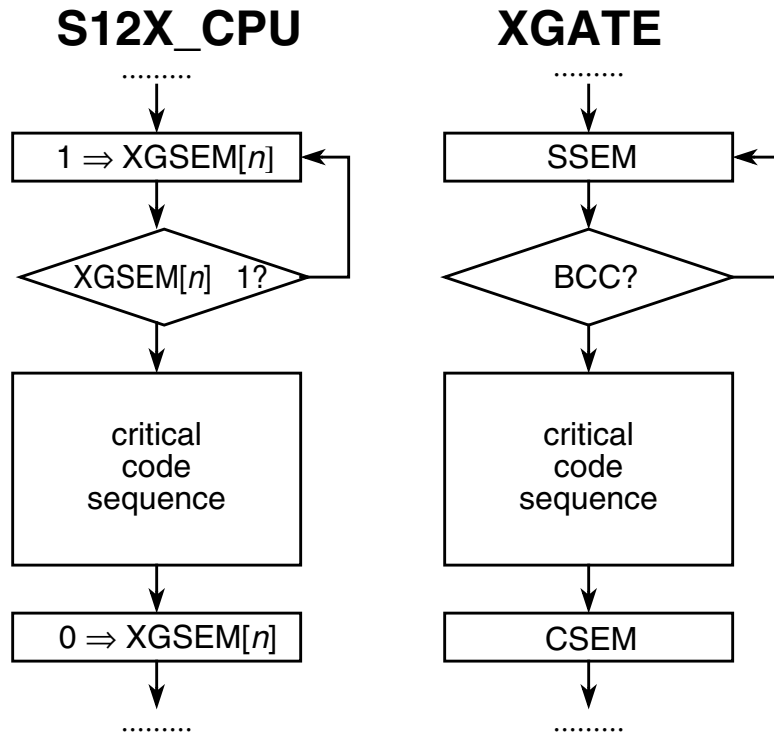 S12X_CPU
.........
1 ⇒ XGSEM[n]
XGSEM[n] 1?
critical
code
sequence
0 ⇒ XGSEM[n]
.........
XGATE
.........
SSEM
BCC?
critical
code
sequence
CSEM
.........